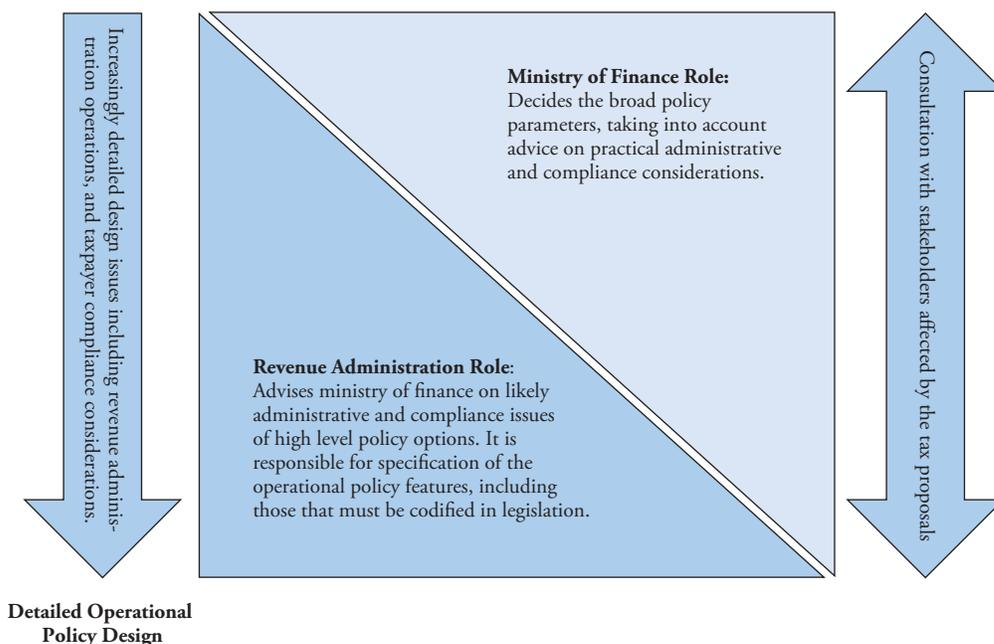 Increasingly detailed design issues including revenue adminis-
tration operations, and taxpayer compliance considerations.
Ministry of Finance Role:
Decides the broad policy
parameters, taking into account
advice on practical administrative
and compliance considerations.
Revenue Administration Role:
Advises ministry of finance on likely
administrative and compliance issues
of high level policy options. It is
responsible for specification of the
operational policy features, including
those that must be codified in legislation.
Consultation with stakeholders affected by the tax proposals
Detailed Operational
Policy Design